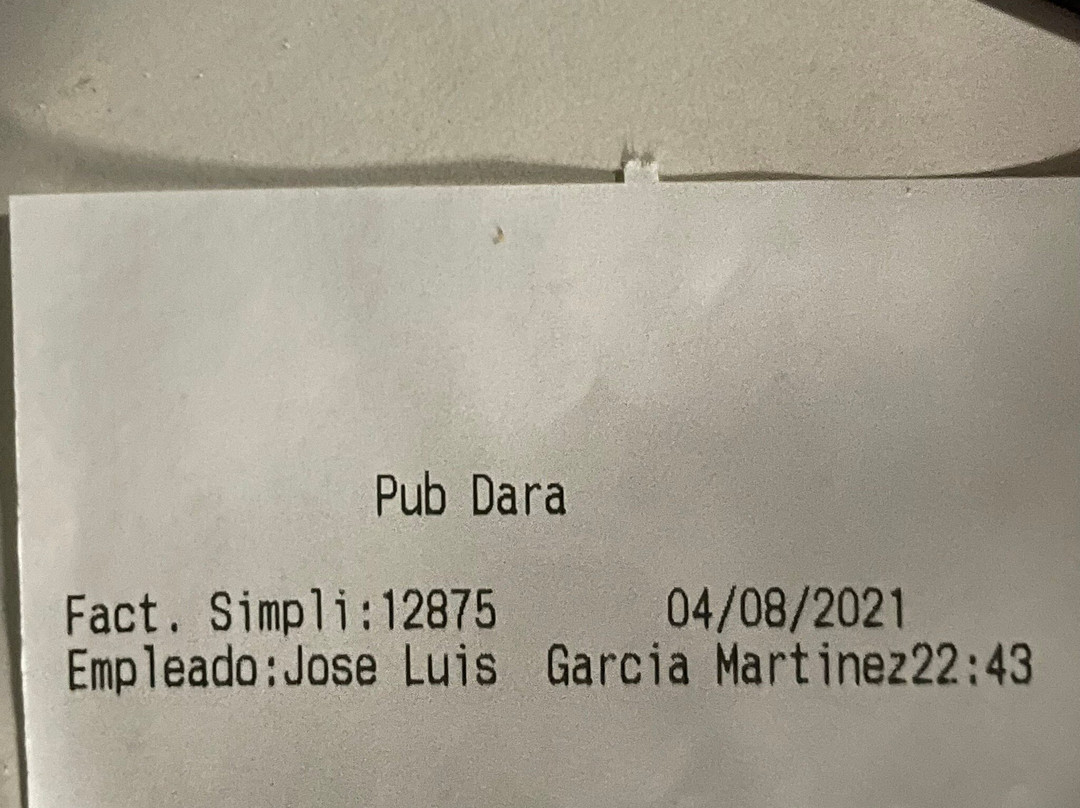 Pub Dara
Fact. Simpli:12875 04/08/2021
Empleado:Jose Luis Garcia Martinez22:43